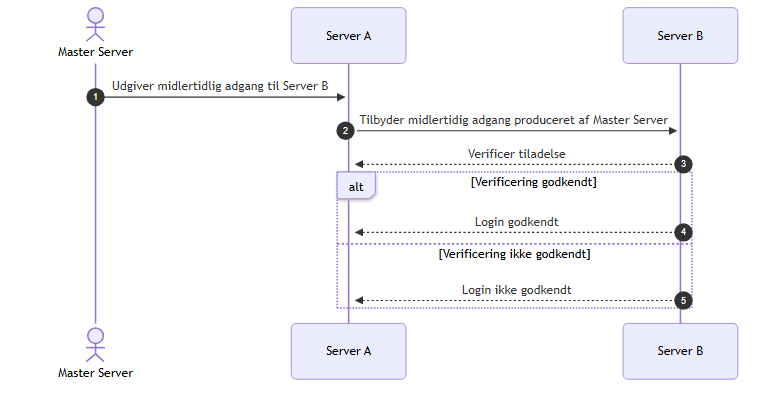 Master Server
Server A
Server B
1
Udgiver midlertidlig adgang til Server B
2
Tilbyder midlertidig adgang produceret af Master Server
Verificer tiladelse
3
alt
[Verificering godkendt]
Login godkendt
4
[Verificering ikke godkendt]
Login ikke godkendt
5
Master Server
Server A
Server B